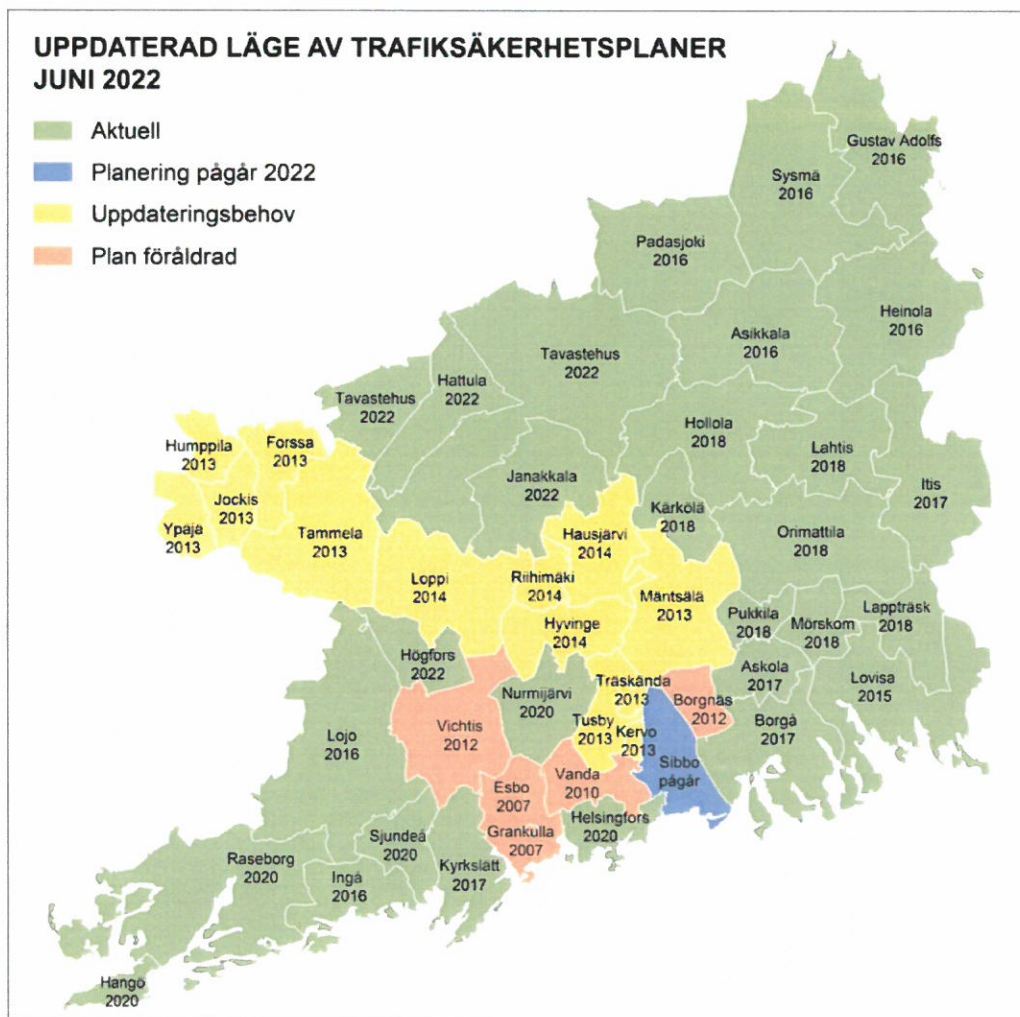 UPPDATERAD LÄGE AV TRAFIKSÄKERHETSPLANER
JUNI 2022
Aktuell
Planering pågår 2022
Uppdateringsbehov
Plan föråldrad
Gustav Adolfs
2016
Sysmä
2016
Padasjoki
2016
Heinola
2016
Asikkala
2016
Tavastehus
2022
Hattula
2022
Tavastehus
2022
Hollola
2018
Lahtis
2018
Humppila
2013
Forssa
2013
Janakkala
2022
Itis
2017
Jockis
2013
Kärkölä
2018
Ypäjä
2013
Tammela
2013
Hausjärvi
2014
Orimattila
2018
Loppi
2014
Riihimäki
2014
Mäntsälä
2013
Hyvinge
2014
Pukkila
2018
Mörskom
2018
Lappträsk
2018
Högfors
2022
Askola
2017
Träskända
2013
Nurmijärvi
2020
Borgnäs
2012
Lovisa
2015
Lojo
2016
Vichtis
2012
Tusby
2013
Kervo
2013
Borgå
2017
Sibbo
pågår
Vanda
2010
Esbo
2007
Helsingfors
2020
Grankulla
2007
Sjundeå
2020
Raseborg
2020
Ingå
2016
Kyrkslätt
2017
Hangö
2020